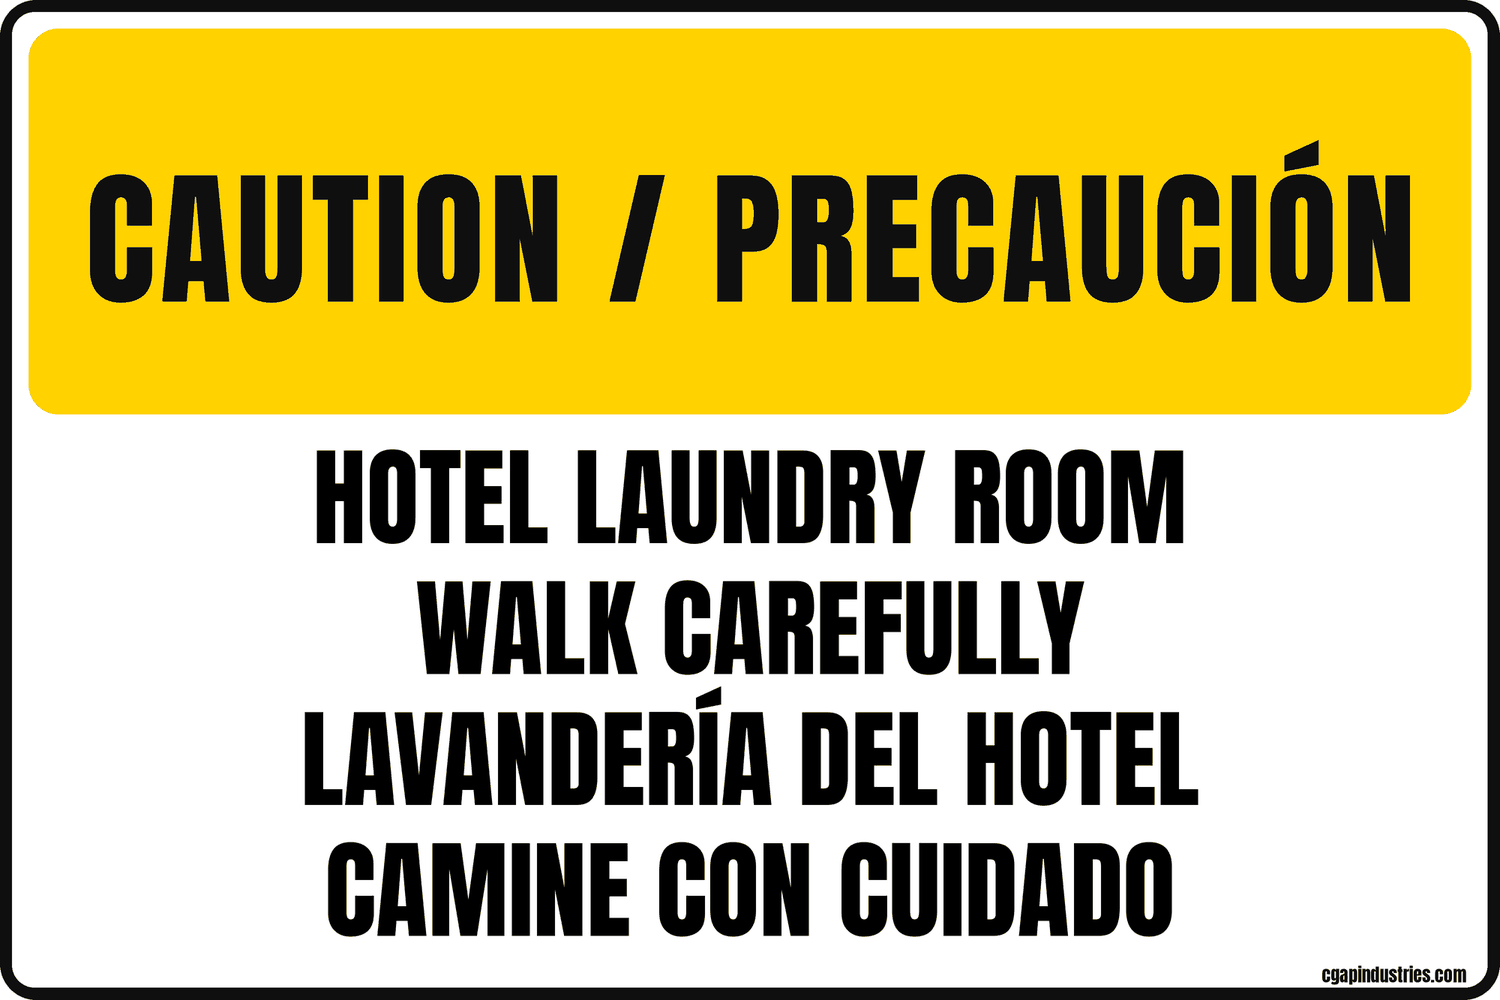 CAUTION / PRECAUCIÓN
HOTEL LAUNDRY ROOM
WALK CAREFULLY
LAVANDERÍA DEL HOTEL
CAMINE CON CUIDADO
cgapindustries.com